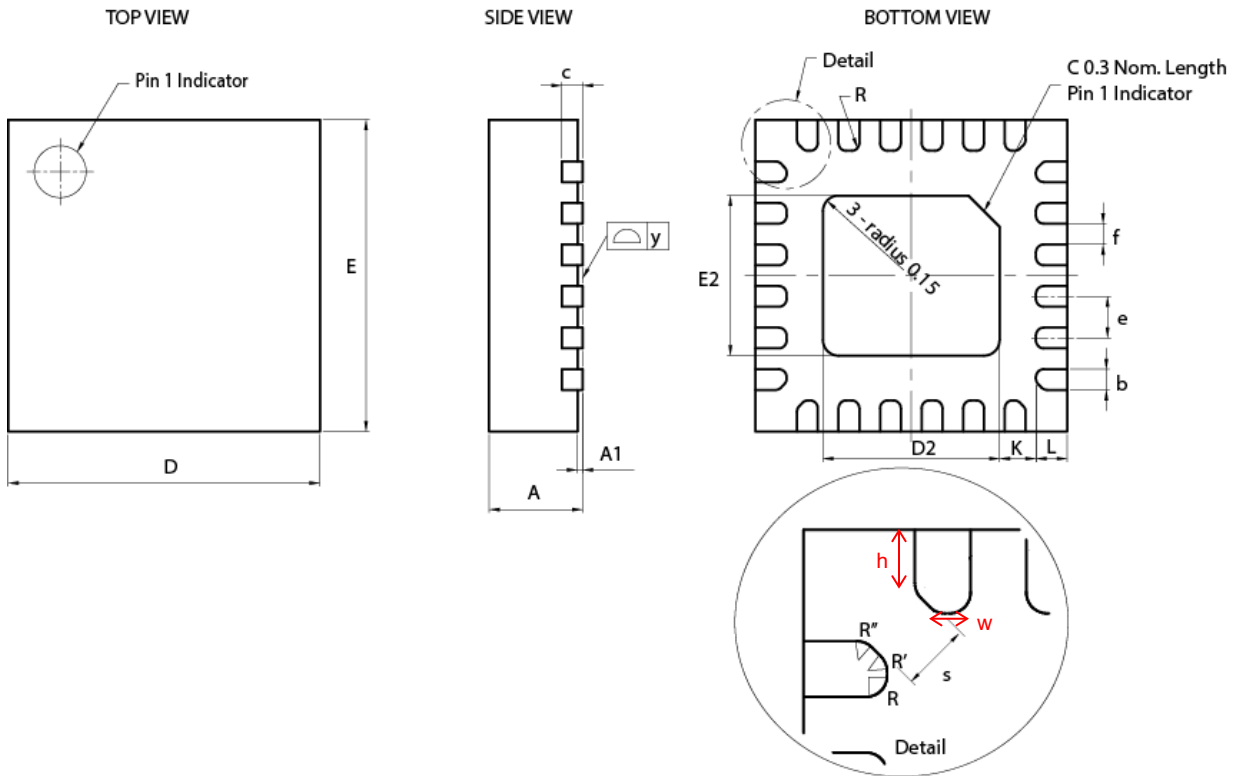 TOP VIEW
SIDE VIEW
BOTTOM VIEW
Pin 1 Indicator
c
Detail
R
C 0.3 Nom. Length
Pin 1 Indicator
E
y
E2
3 - radius 0.15
f
e
b
D
A1
A
D2
K
L
h
w
R''
R'
s
R
Detail